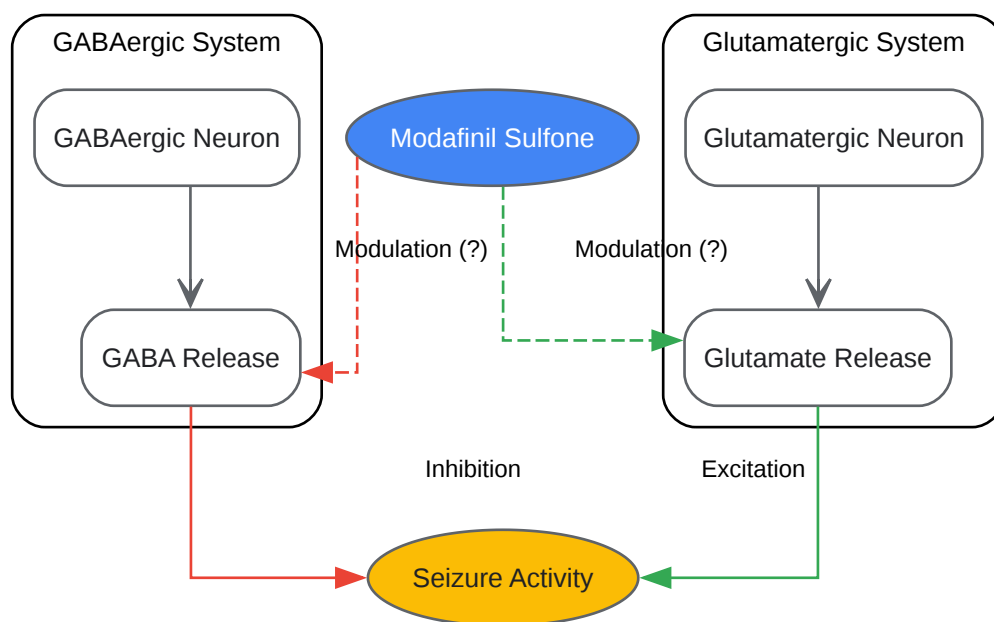 GABAergic System
Glutamatergic System
GABAergic Neuron
Modafinil Sulfone
Glutamatergic Neuron
Modulation (?)
Modulation (?)
GABA Release
Glutamate Release
Inhibition
Excitation
Seizure Activity